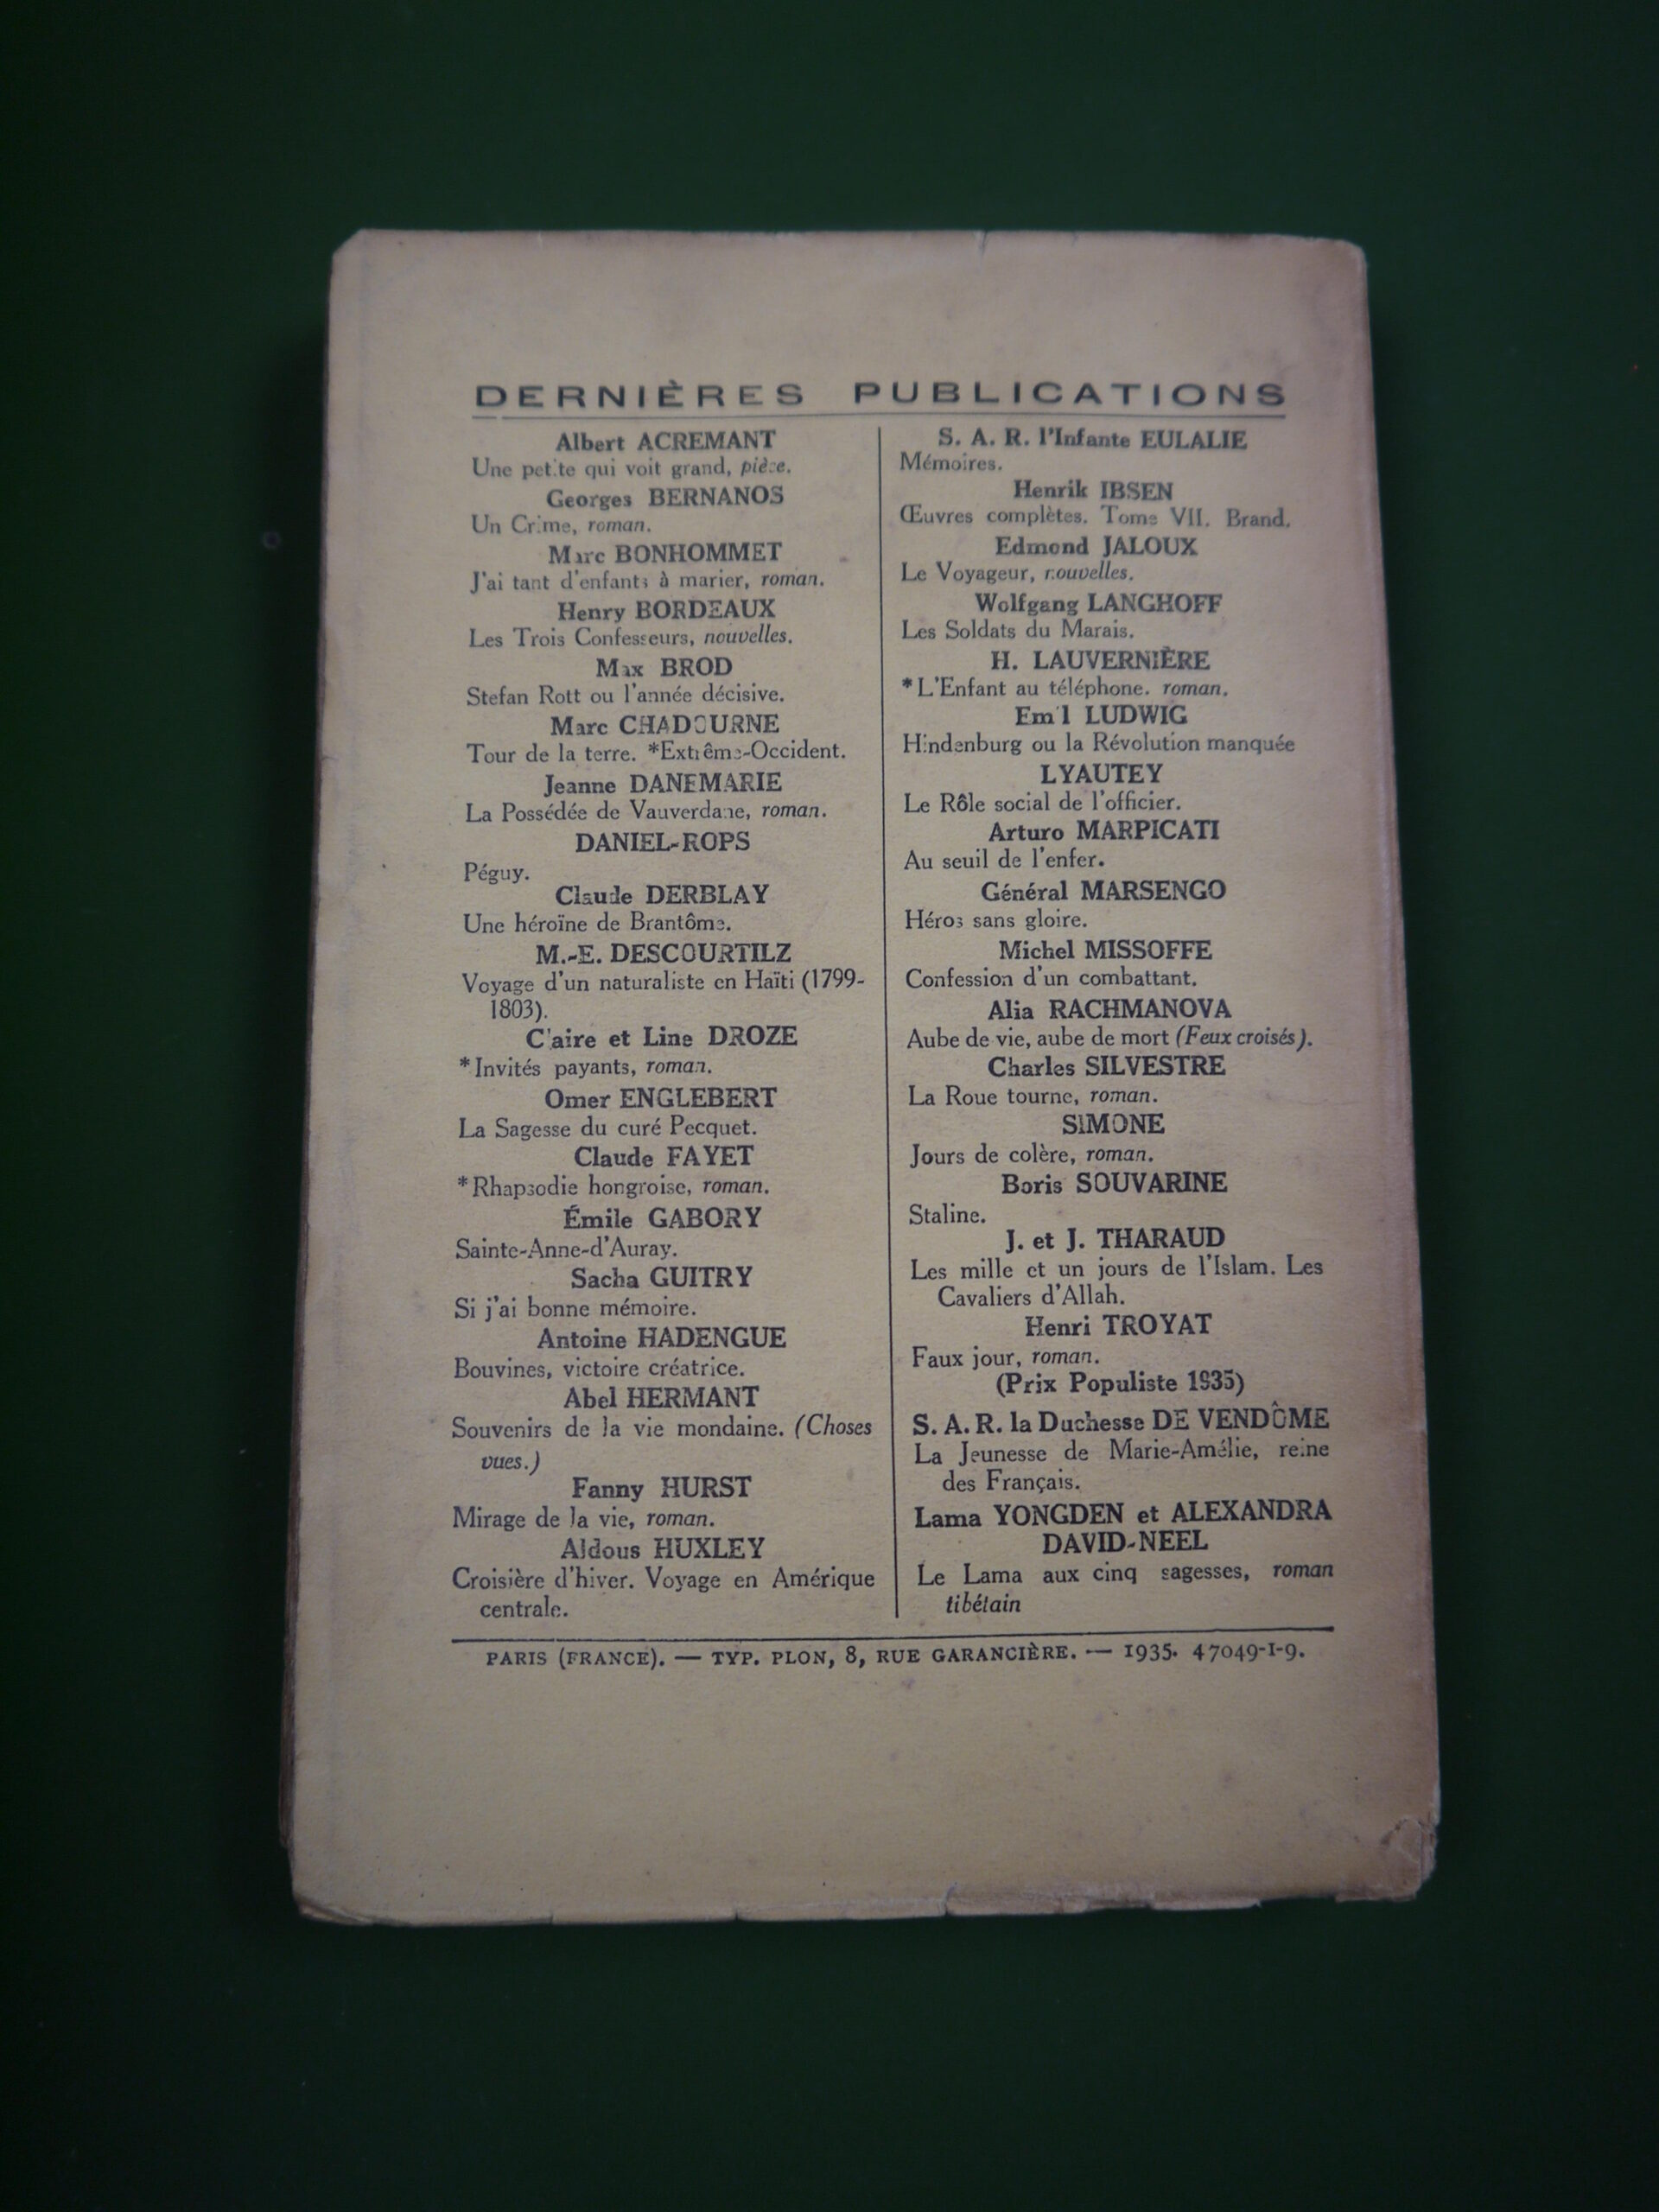 DERNIÈRES PUBLICATIONS
Albert ACREMANT
Une petite qui voit grand, pièce.
Georges BERNANOS
Un Crime, roman.
Marc BONHOMMET
J'ai tant d'enfants à marier, roman.
Henry BORDEAUX
Les Trois Confesseurs, nouvelles.
Max BROD
Stefan Rott ou l'année décisive.
Marc CHADOURNE
Tour de la terre. *Extrême-Occident.
Jeanne DANEMARIE
La Possédée de Vauverdane, roman.
DANIEL-ROPS
Péguy.
Claude DERBLAY
Une héroïne de Brantôme.
M.-E. DESCOURTILZ
Voyage d'un naturaliste en Haïti (1799-
1803).
Claire et Line DROZE
*Invités payants, roman.
Omer ENGLEBERT
La Sagesse du curé Pecquet.
Claude FAYET
*Rhapsodie hongroise, roman.
Émile GABORY
Sainte-Anne-d'Auray.
Sacha GUITRY
Si j'ai bonne mémoire.
Antoine HADENGUE
Bouvines, victoire créatrice.
Abel HERMANT
Souvenirs de la vie mondaine. (Choses
vues.)
Fanny HURST
Mirage de la vie, roman.
Aldous HUXLEY
Croisière d'hiver. Voyage en Amérique
centrale.
S. A. R. l'Infante EULALIE
Mémoires.
Henrik IBSEN
Œuvres complètes. Tome VII. Brand.
Edmond JALOUX
Le Voyageur, nouvelles.
Wolfgang LANGHOFF
Les Soldats du Marais.
H. LAUVERNIÈRE
*L'Enfant au téléphone. roman.
Emil LUDWIG
Hindenburg ou la Révolution manquée
LYAUTEY
Le Rôle social de l'officier.
Arturo MARPICATI
Au seuil de l'enfer.
Général MARSENGO
Héros sans gloire.
Michel MISSOFFE
Confession d'un combattant.
Alia RACHMANOVA
Aube de vie, aube de mort (Feux croisés).
Charles SILVESTRE
La Roue tourne, roman.
SIMONE
Jours de colère, roman.
Boris SOUVARINE
Staline.
J. et J. THARAUD
Les mille et un jours de l'Islam. Les
Cavaliers d'Allah.
Henri TROYAT
Faux jour, roman.
(Prix Populiste 1935)
S. A. R. la Duchesse DE VENDÔME
La Jeunesse de Marie-Amélie, reine
des Français.
Lama YONGDEN et ALEXANDRA
DAVID-NEEL
Le Lama aux cinq sagesses, roman
tibétain
PARIS (FRANCE). — TYP. PLON, 8, RUE GARANCIÈRE. — 1935. 47049-I-9.